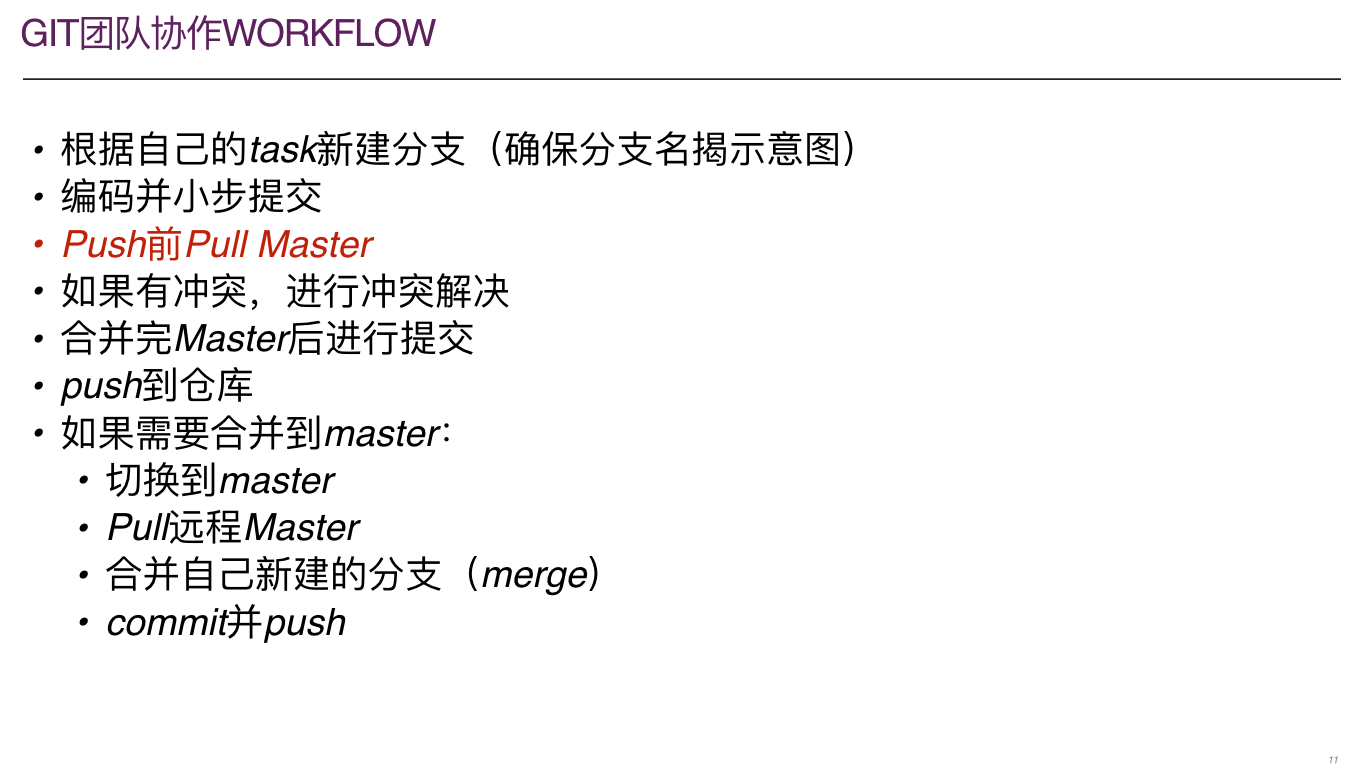 GIT团队协作WORKFLOW
• 根据自己的task新建分支（确保分支名揭示意图）
• 编码并小步提交
• Push前Pull Master
• 如果有冲突，进行冲突解决
• 合并完Master后进行提交
• push到仓库
• 如果需要合并到master：
• 切换到master
• Pull远程Master
• 合并自己新建的分支（merge）
• commit并push
11